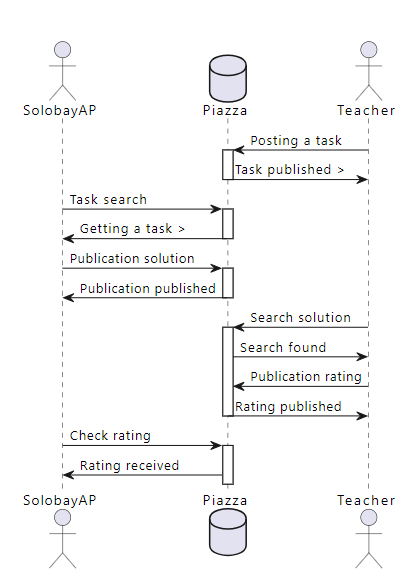 SolobayAP Piazza Teacher
Posting a task
Task published >
Task search
Getting a task >
Publication solution
Publication published
Search solution
Search found
Publication rating
Rating published
Check rating
Rating received
SolobayAP Piazza Teacher